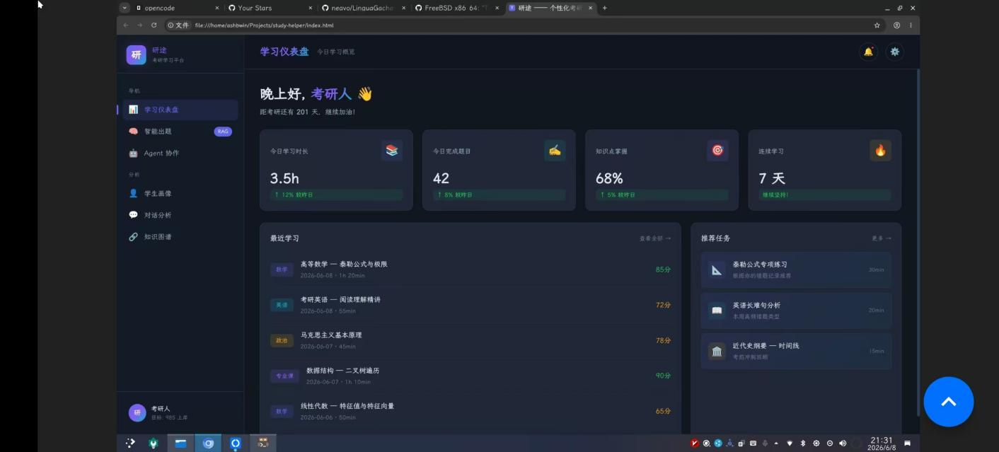 opencode
Your Stars
neavo/LinguaGacha
FreeBSD x86 64: "T
研途 —— 个性化考研
文件
file:///home/ashbwin/Projects/study-helper/index.html
研
研途
考研学习平台
学习仪表盘
今日学习概览
导航
学习仪表盘
智能出题
RAG
Agent 协作
分析
学生画像
对话分析
知识图谱
晚上好, 考研人 👋
距考研还有 201 天, 继续加油!
今日学习时长
3.5h
↑ 12% 较昨日
今日完成题目
42
↑ 8% 较昨日
知识点掌握
68%
↑ 5% 较昨日
连续学习
7 天
继续坚持!
最近学习
查看全部 →
数学
高等数学 — 泰勒公式与极限
2026-06-08 · 1h 20min
85分
英语
考研英语 — 阅读理解精讲
2026-06-08 · 55min
72分
政治
马克思主义基本原理
2026-06-07 · 45min
78分
专业课
数据结构 — 二叉树遍历
2026-06-07 · 1h 10min
90分
数学
线性代数 — 特征值与特征向量
2026-06-06 · 50min
65分
推荐任务
更多 →
泰勒公式专项练习
根据你的错题记录推荐
30min
英语长难句分析
本周高频错题类型
20min
近代史纲要 — 时间线
考前冲刺回顾
15min
研
考研人
目标: 985 上岸
21:31
2026/6/8